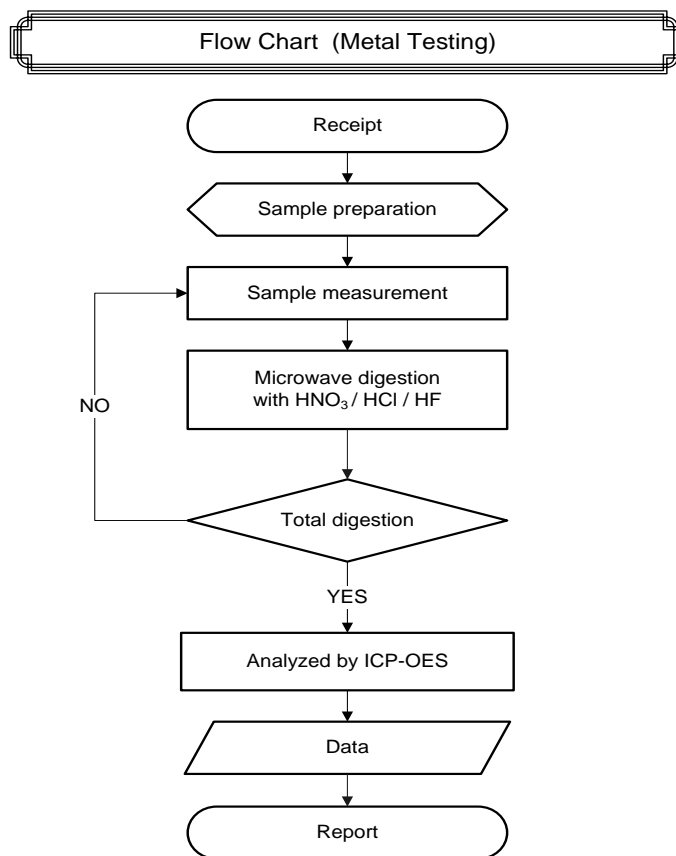 Flow Chart (Metal Testing)
Receipt
Sample preparation
Sample measurement
Microwave digestion
with HNO₃ / HCl / HF
NO
Total digestion
YES
Analyzed by ICP-OES
Data
Report